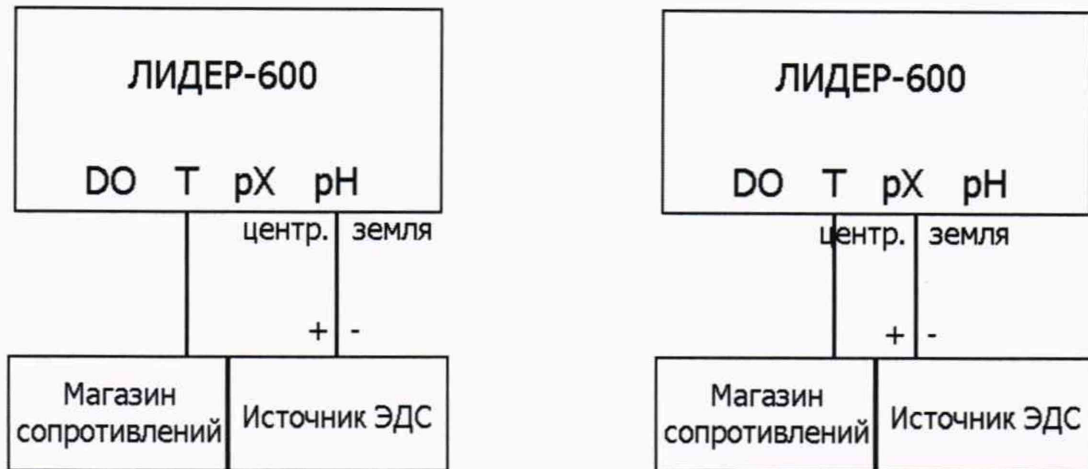 ЛИДЕР-600
DO T pX pH
центр. земля
+ -
Магазин
сопротивлений
Источник ЭДС
ЛИДЕР-600
DO T pX pH
центр. земля
+ -
Магазин
сопротивлений
Источник ЭДС